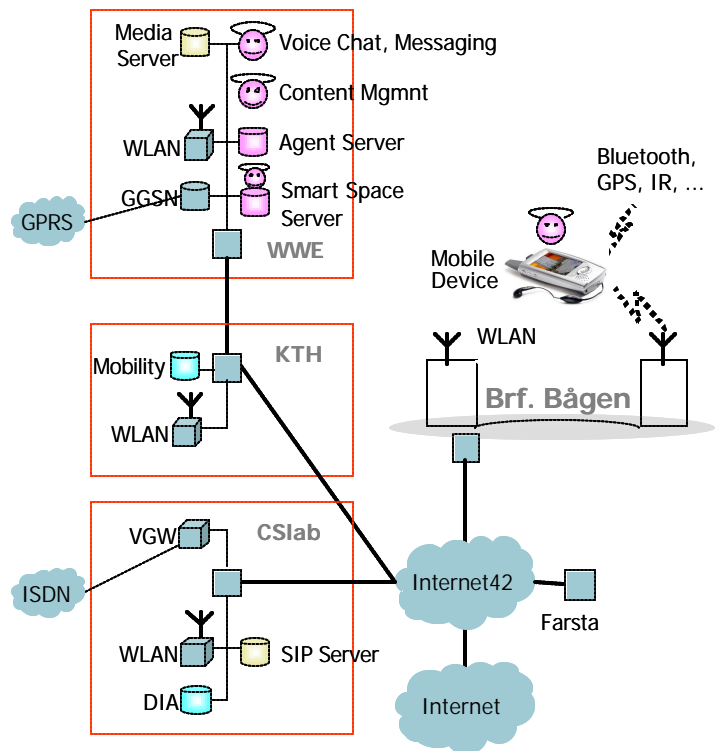 Media
Server
Voice Chat, Messaging
Content Mgmnt
WLAN
Agent Server
GGSN
Smart Space
Server
GPRS
WWE
Bluetooth,
GPS, IR, ...
Mobile
Device
WLAN
Brf. Bågen
KTH
Mobility
WLAN
CSlab
VGW
ISDN
WLAN
SIP Server
DIA
Internet42
Farsta
Internet